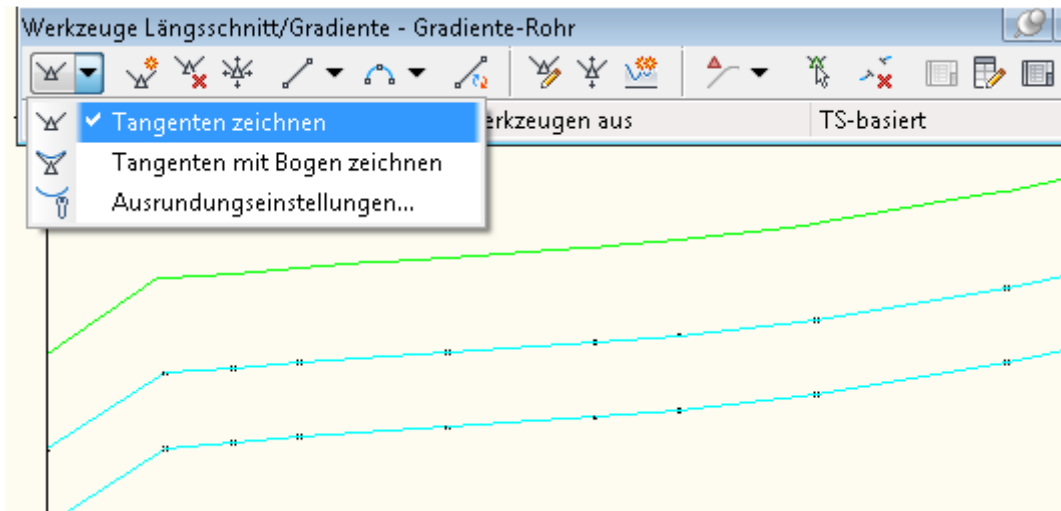 Werkzeuge Längsschnitt/Gradiente - Gradiente-Rohr
Tangenten zeichnen
erkzeugen aus
TS-basiert
Tangenten mit Bogen zeichnen
Ausrundungseinstellungen...